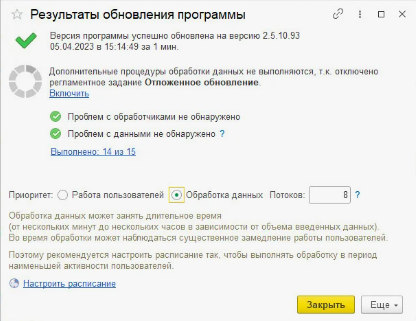 Результаты обновления программы
Версия программы успешно обновлена на версию 2.5.10.93
05.04.2023 в 15:14:49 за 1 мин.
Дополнительные процедуры обработки данных не выполняются, т.к. отключено
регламентное задание Отложенное обновление.
Включить
Проблем с обработчиками не обнаружено
Проблем с данными не обнаружено ?
Выполнено: 14 из 15
Приоритет: Работа пользователей Обработка данных Потоков: 8 ?
Обработка данных может занять длительное время
(от нескольких минут до нескольких часов в зависимости от объема введенных данных).
Во время обработки может наблюдаться существенное замедление работы пользователей.
Поэтому рекомендуется настроить расписание так, чтобы выполнять обработку в период
наименьшей активности пользователей.
Настроить расписание
Закрыть Еще